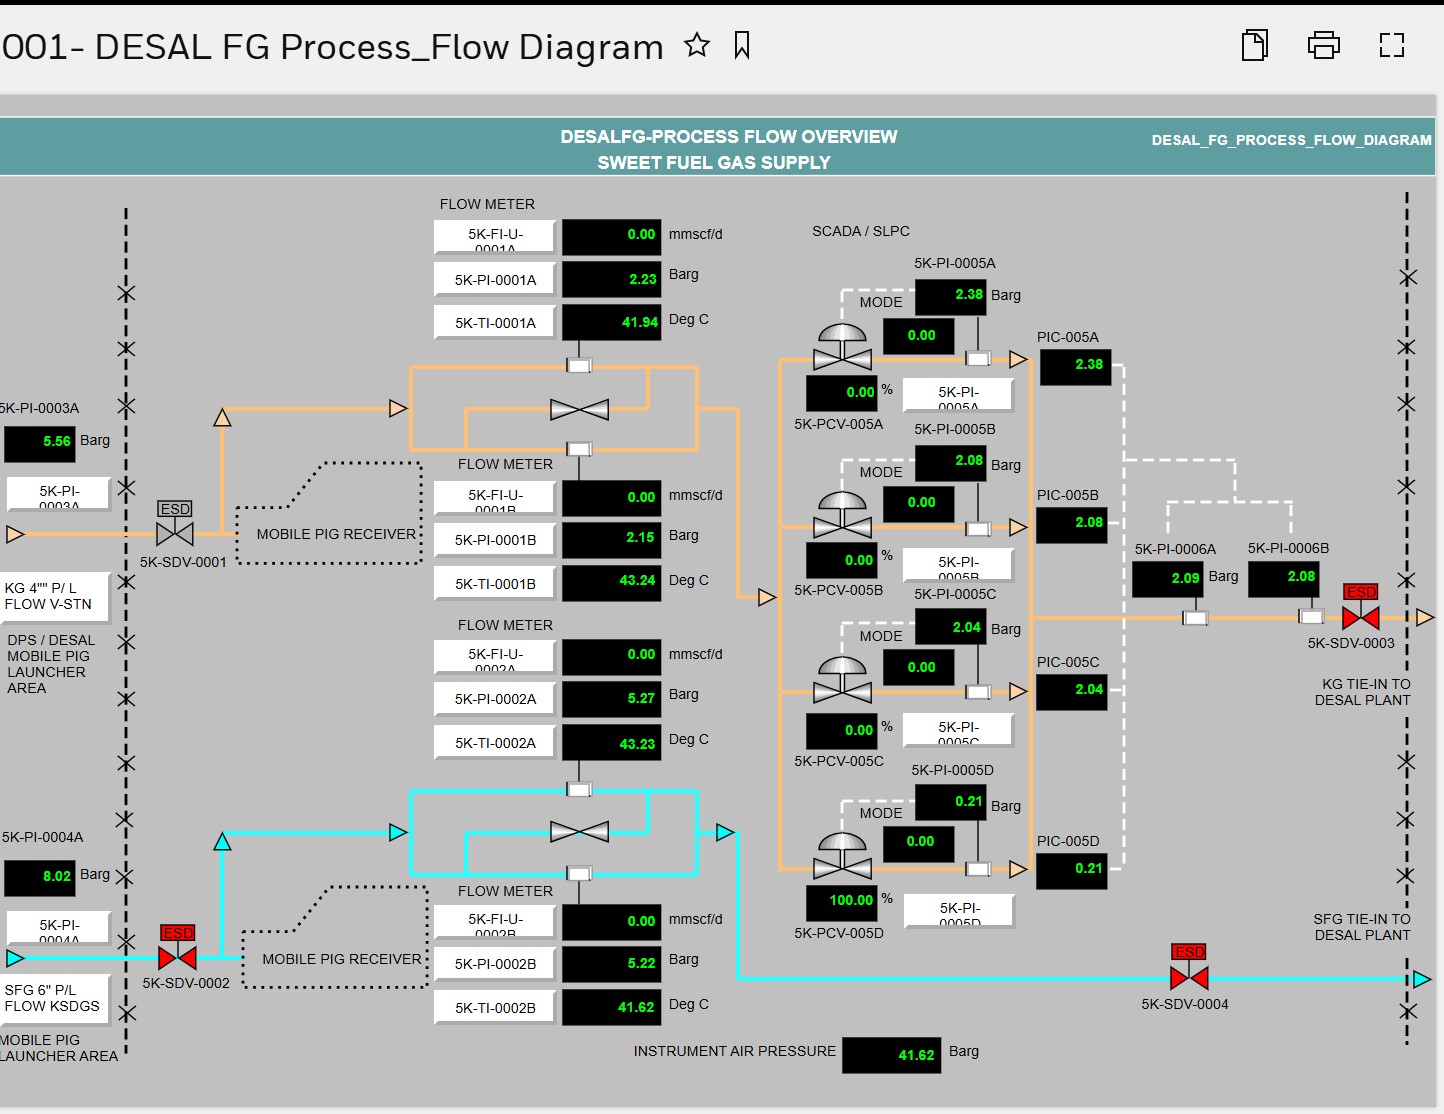 001- DESAL FG Process_Flow Diagram
DESALFG-PROCESS FLOW OVERVIEW
SWEET FUEL GAS SUPPLY
DESAL_FG_PROCESS_FLOW_DIAGRAM
FLOW METER
5K-FI-U-
0001A
0.00 mmscf/d
5K-PI-0001A
2.23 Barg
5K-TI-0001A
41.94 Deg C
SCADA / SLPC
5K-PI-0005A
2.38 Barg
MODE
0.00
0.00 %
5K-PI-
0005A
5K-PCV-005A
PIC-005A
2.38
5K-PI-0003A
5.56 Barg
5K-PI-
0003A
ESD
5K-SDV-0001
MOBILE PIG RECEIVER
KG 4"" P/ L
FLOW V-STN
DPS / DESAL
MOBILE PIG
LAUNCHER
AREA
FLOW METER
5K-FI-U-
0001B
0.00 mmscf/d
5K-PI-0001B
2.15 Barg
5K-TI-0001B
43.24 Deg C
5K-PI-0005B
2.08 Barg
MODE
0.00
0.00 %
5K-PI-
0005B
5K-PCV-005B
PIC-005B
2.08
5K-PI-0006A
2.09 Barg
5K-PI-0006B
2.08
ESD
5K-SDV-0003
KG TIE-IN TO
DESAL PLANT
FLOW METER
5K-FI-U-
0002A
0.00 mmscf/d
5K-PI-0002A
5.27 Barg
5K-TI-0002A
43.23 Deg C
5K-PI-0005C
2.04 Barg
MODE
0.00
0.00 %
5K-PI-
0005C
5K-PCV-005C
PIC-005C
2.04
5K-PI-0005D
0.21 Barg
MODE
0.00
100.00 %
5K-PI-
0005D
5K-PCV-005D
PIC-005D
0.21
5K-PI-0004A
8.02 Barg
5K-PI-
0004A
ESD
5K-SDV-0002
MOBILE PIG RECEIVER
SFG 6" P/L
FLOW KSDGS
MOBILE PIG
LAUNCHER AREA
FLOW METER
5K-FI-U-
0002B
0.00 mmscf/d
5K-PI-0002B
5.22 Barg
5K-TI-0002B
41.62 Deg C
SFG TIE-IN TO
DESAL PLANT
ESD
5K-SDV-0004
INSTRUMENT AIR PRESSURE 41.62 Barg